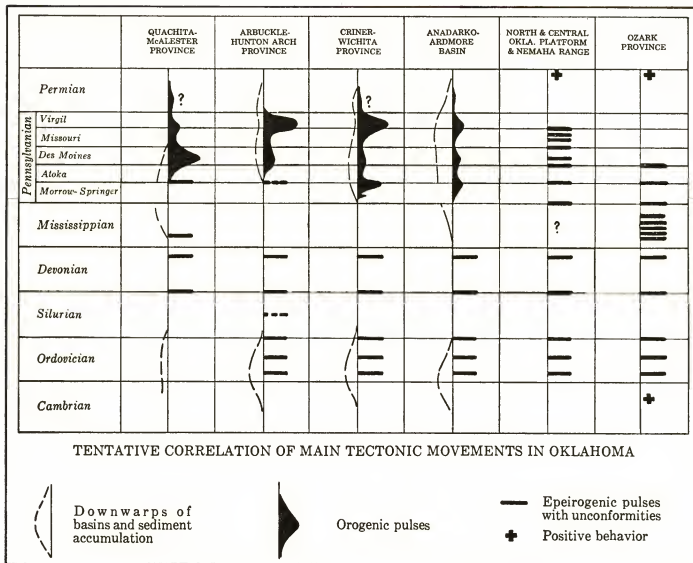 QUACHITA-
McALESTER
PROVINCE
ARBUCKLE-
HUNTON ARCH
PROVINCE
CRINER-
WICHITA
PROVINCE
ANADARKO-
ARDMORE
BASIN
NORTH & CENTRAL
OKLA. PLATFORM
& NEMAHA RANGE
OZARK
PROVINCE
Permian
?
?
Pennsylvanian
Virgil
Missouri
Des Moines
Atoka
Morrow-Springer
Mississippian
?
Devonian
Silurian
Ordovician
Cambrian
TENTATIVE CORRELATION OF MAIN TECTONIC MOVEMENTS IN OKLAHOMA
Downwarps of
basins and sediment
accumulation
Orogenic pulses
Epeirogenic pulses
with unconformities
Positive behavior